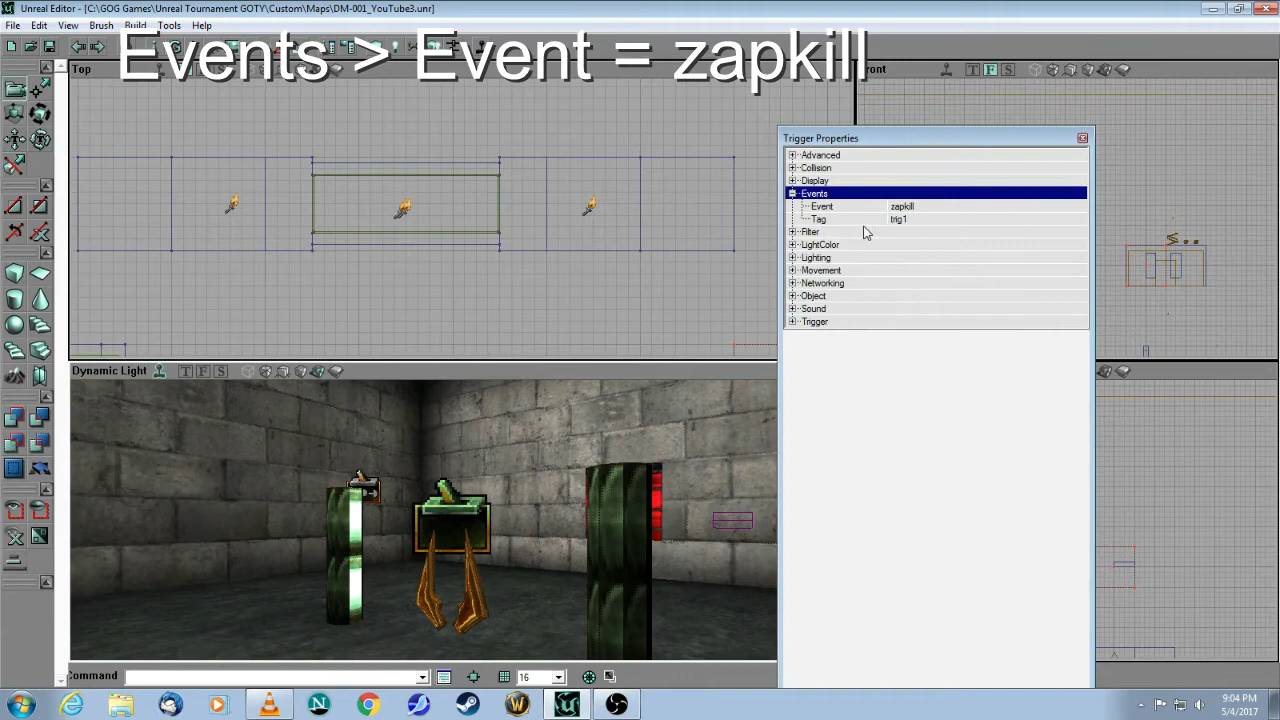 Unreal Editor - [C:\GOG Games\Unreal Tournament GOTY\Custom\Maps\DM-001_YouTube3.unr]
File Edit View Brush Build Tools Help
Events > Event = zapkill
Top
ront
T F S
Trigger Properties
Advanced
Collision
Display
Events
Event zapkill
Tag trig1
Filter
LightColor
Lighting
Movement
Networking
Object
Sound
Trigger
Dynamic Light T F S
Command
16
9:04 PM
5/4/2017